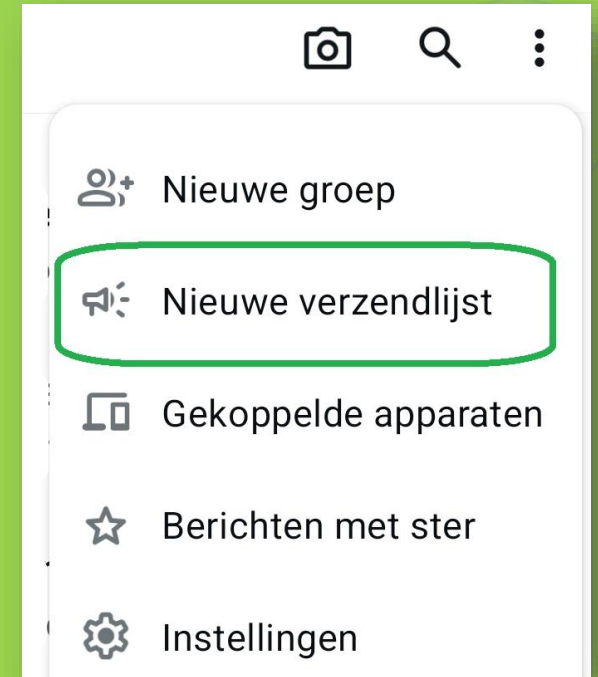 Nieuwe groep
Nieuwe verzendlijst
Gekoppelde apparaten
Berichten met ster
Instellingen